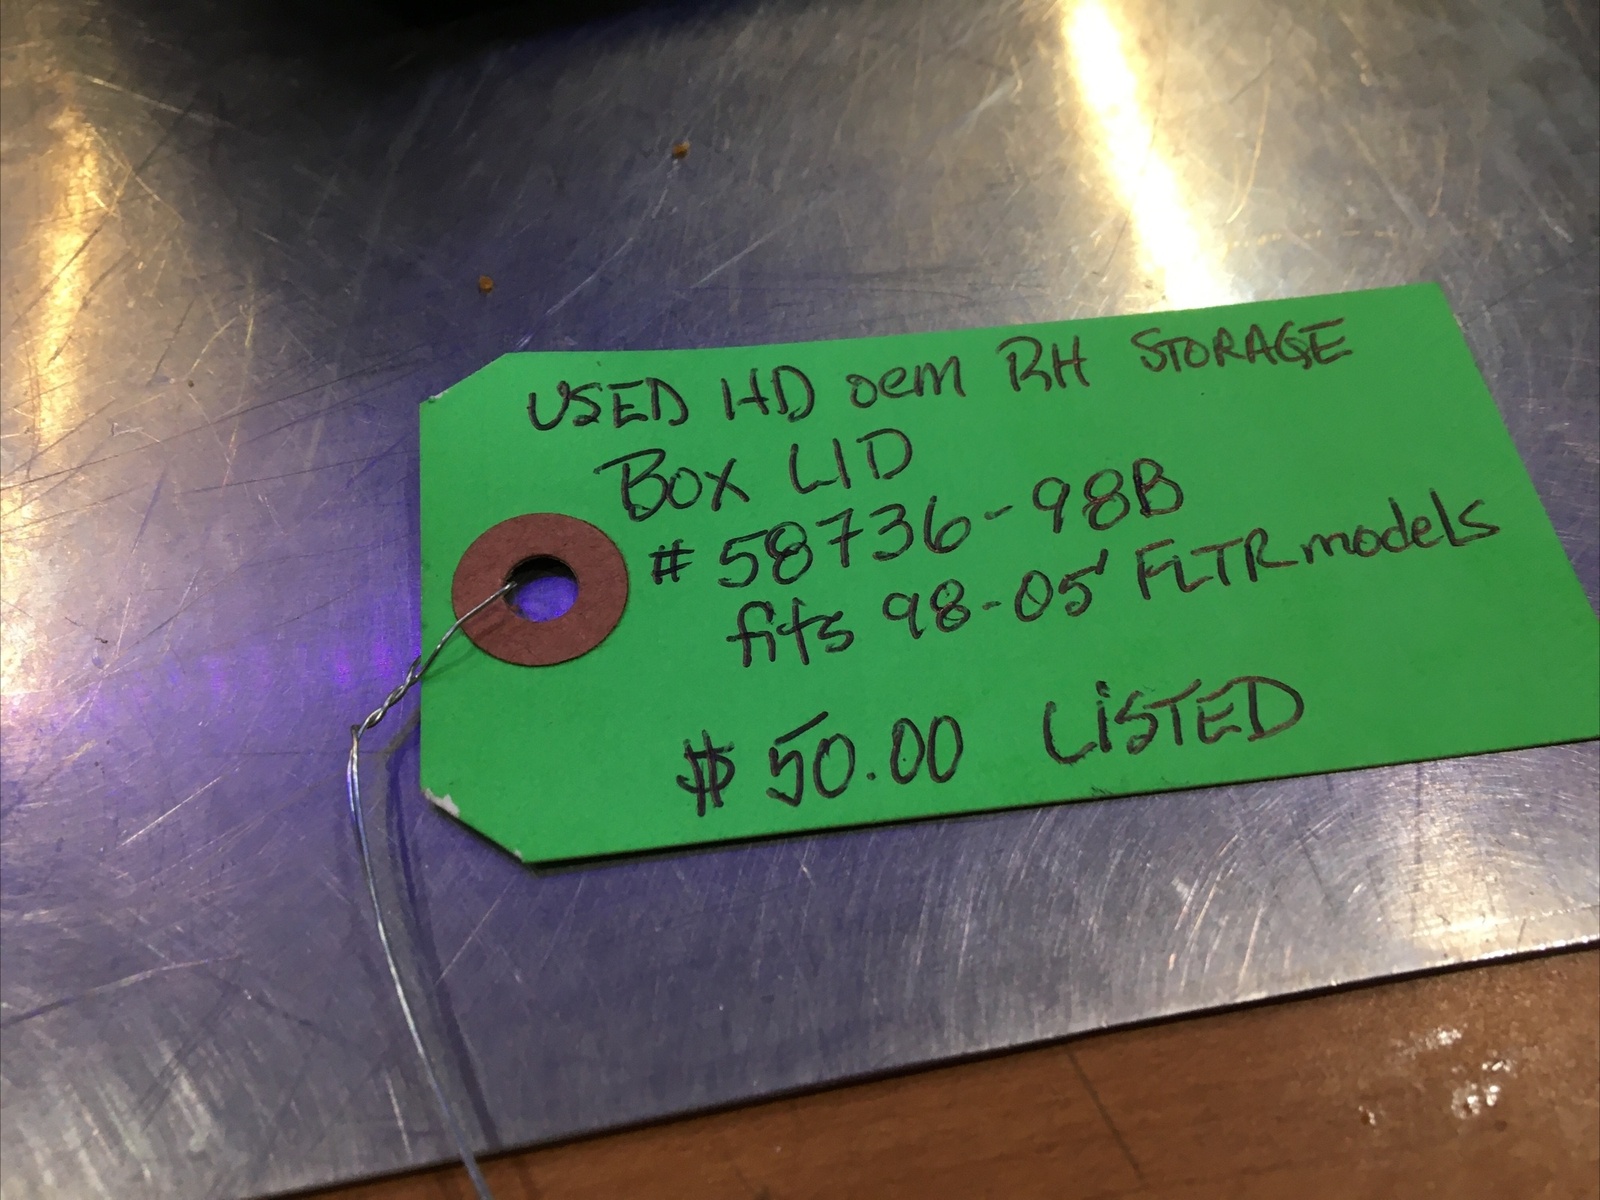 USED HD oem RH STORAGE
BOX LID
#58736-98B
fits 98-05' FLTR models
$50.00 LiSTED